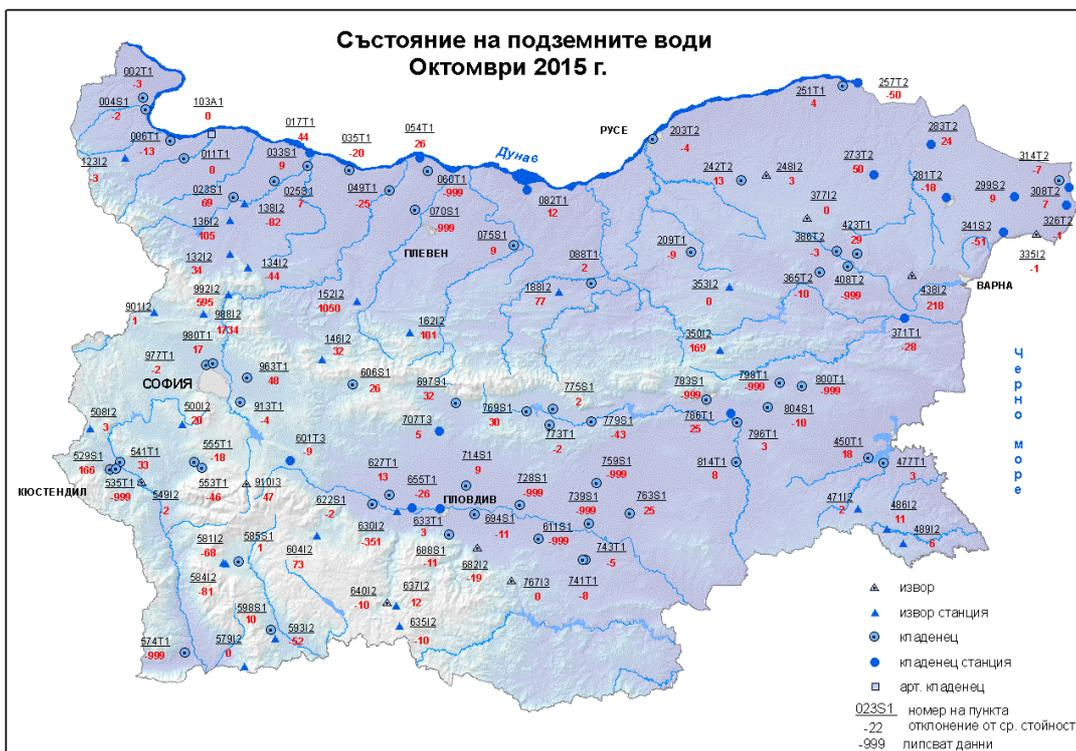 Състояние на подземните води
Октомври 2015 г.
002T1
-3
004S1
-2
103A1
0
006T1
-13
011T1
0
123I2
-3
017T1
44
033S1
9
035T1
-20
054T1
26
Дунав
РУСЕ
203T2
-4
251T1
4
257T2
-50
283T2
24
023S1
69
025S1
7
049T1
-25
066T1
-999
070S1
-999
082T1
12
242T2
13
248I2
3
273T2
50
281T2
-18
299S2
9
314T2
-7
308T2
7
326T2
-1
335I2
-1
341S2
-51
377I2
0
423T1
29
386T2
-3
408T2
-999
365T2
-10
438I2
218
ВАРНА
371T1
-28
136I2
105
138I2
-82
132I2
34
134I2
-44
992I2
595
988I2
1734
901I2
1
ПЛЕВЕН
075S1
9
088T1
2
188I2
77
209T1
-9
353I2
0
350I2
169
152I2
1050
162I2
101
146I2
32
980T1
17
977T1
-2
СОФИЯ
963T1
48
913T1
-4
606S1
26
697S1
32
707T3
5
769S1
30
775S1
2
773T1
-2
779S1
-43
783S1
-999
786T1
25
798T1
-999
800T1
-999
804S1
-10
796T1
3
814T1
8
Черно море
508I2
3
500I2
20
529S1
166
541T1
33
535T1
-999
КЮСТЕНДИЛ
549I2
2
555T1
-18
553T1
-46
910I3
47
601T3
-9
627T1
13
655T1
-26
ПЛОВДИВ
714S1
9
728S1
-999
759S1
-999
739S1
-999
763S1
25
622S1
-2
630I2
-351
633T1
3
694S1
-11
688S1
-11
682I2
-19
611S1
-999
743T1
-5
741T1
-8
767I3
0
450T1
18
477T1
3
471I2
2
486I2
11
489I2
6
581I2
-68
585S1
1
584I2
-81
604I2
73
598S1
10
593I2
-52
579I2
0
574T1
-999
640I2
-10
637I2
12
635I2
-10
извор
извор станция
кладенец
кладенец станция
арт. кладенец
023S1 номер на пункта
-22 отклонение от ср. стойност
-999 липсват данни